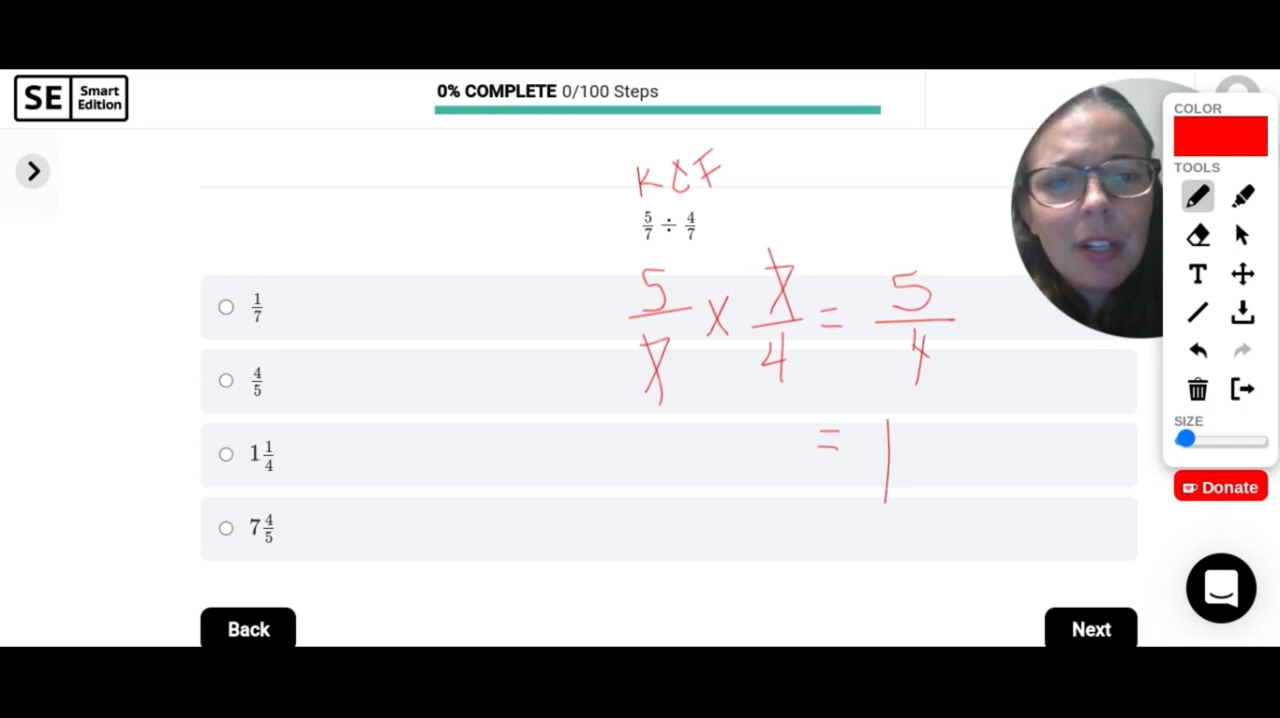 SE Smart Edition
0% COMPLETE 0/100 Steps
COLOR
TOOLS
T
SIZE
Donate
KCF
5/7 ÷ 4/7
5/7 × 7/4 = 5/4
= 1
1/7
4/5
1 1/4
7 4/5
Back
Next